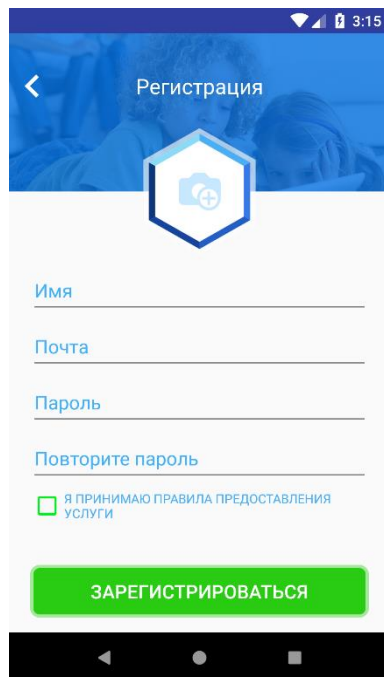 3:15
Регистрация
Имя
Почта
Пароль
Повторите пароль
Я ПРИНИМАЮ ПРАВИЛА ПРЕДОСТАВЛЕНИЯ
УСЛУГИ
ЗАРЕГИСТРИРОВАТЬСЯ